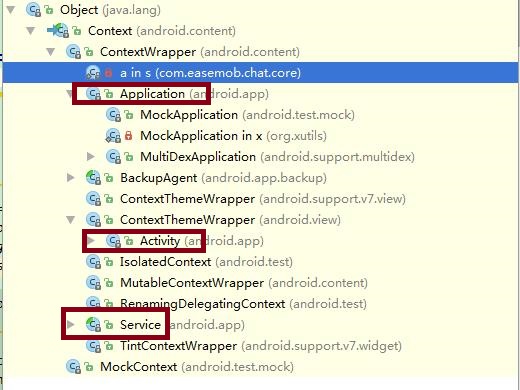 Object (java.lang)
Context (android.content)
ContextWrapper (android.content)
a in s (com.easemob.chat.core)
Application (android.app)
MockApplication (android.test.mock)
MockApplication in x (org.xutils)
MultiDexApplication (android.support.multidex)
BackupAgent (android.app.backup)
ContextThemeWrapper (android.support.v7.view)
ContextThemeWrapper (android.view)
Activity (android.app)
IsolatedContext (android.test)
MutableContextWrapper (android.content)
RenamingDelegatingContext (android.test)
Service (android.app)
TintContextWrapper (android.support.v7.widget)
MockContext (android.test.mock)